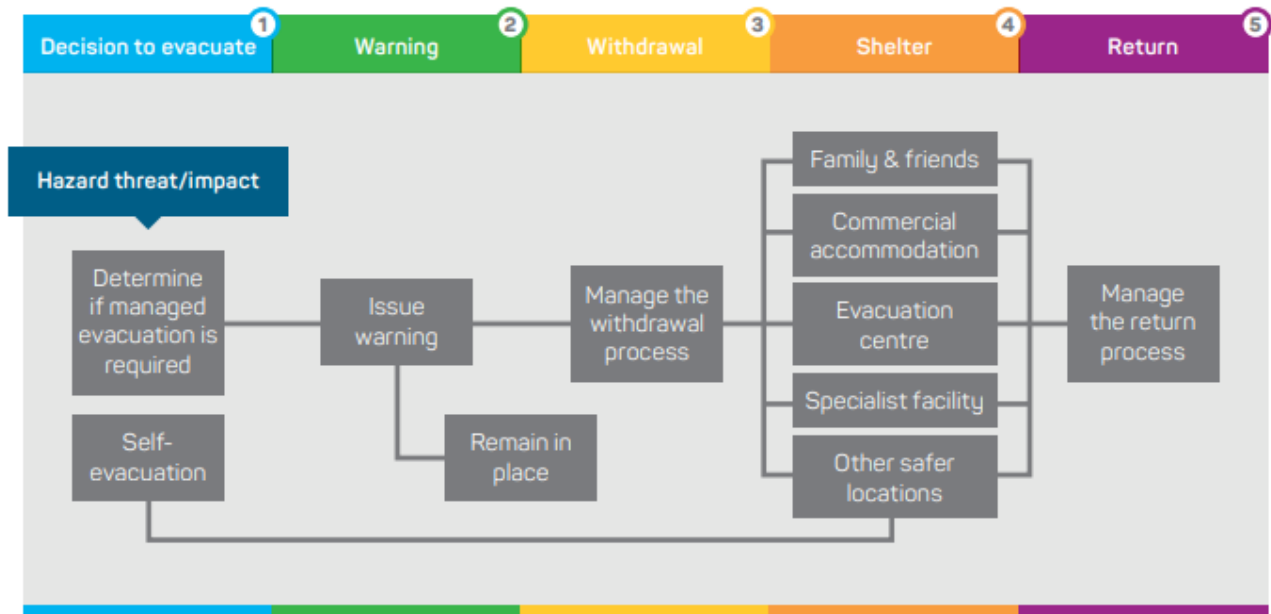 1
2
3
4
5
Decision to evacuate
Warning
Withdrawal
Shelter
Return
Hazard threat/impact
Determine
if managed
evacuation is
required
Self-
evacuation
Issue
warning
Remain in
place
Manage the
withdrawal
process
Family & friends
Commercial
accommodation
Evacuation
centre
Specialist facility
Other safer
locations
Manage
the return
process